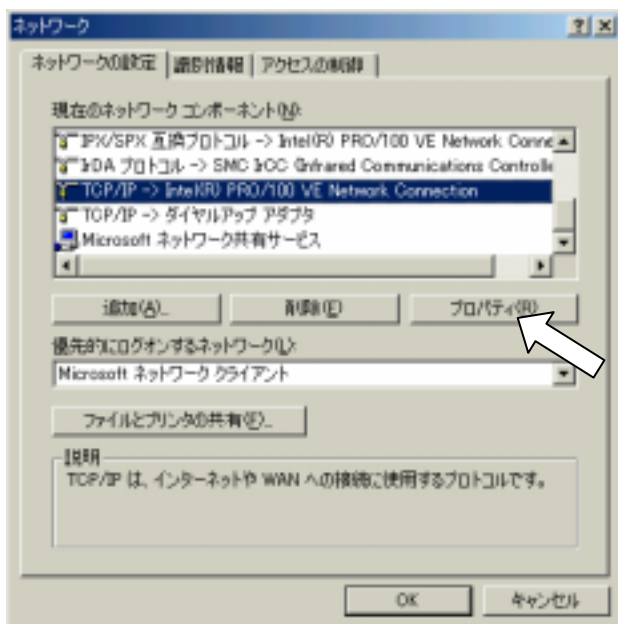 ネットワーク
ネットワークの設定 識別情報 アクセスの制御
現在のネットワーク コンポーネント(N):
IPX/SPX 互換プロトコル -> Intel(R) PRO/100 VE Network Conne
IrDA プロトコル -> SMC IrCC (Infrared Communications Controlle
TCP/IP -> Intel(R) PRO/100 VE Network Connection
TCP/IP -> ダイヤルアップ アダプタ
Microsoft ネットワーク共有サービス
追加(A)... 削除(E) プロパティ(R)
優先的にログオンするネットワーク(L):
Microsoft ネットワーク クライアント
ファイルとプリンタの共有(F)...
説明
TCP/IP は、インターネットや WAN への接続に使用するプロトコルです。
OK キャンセル